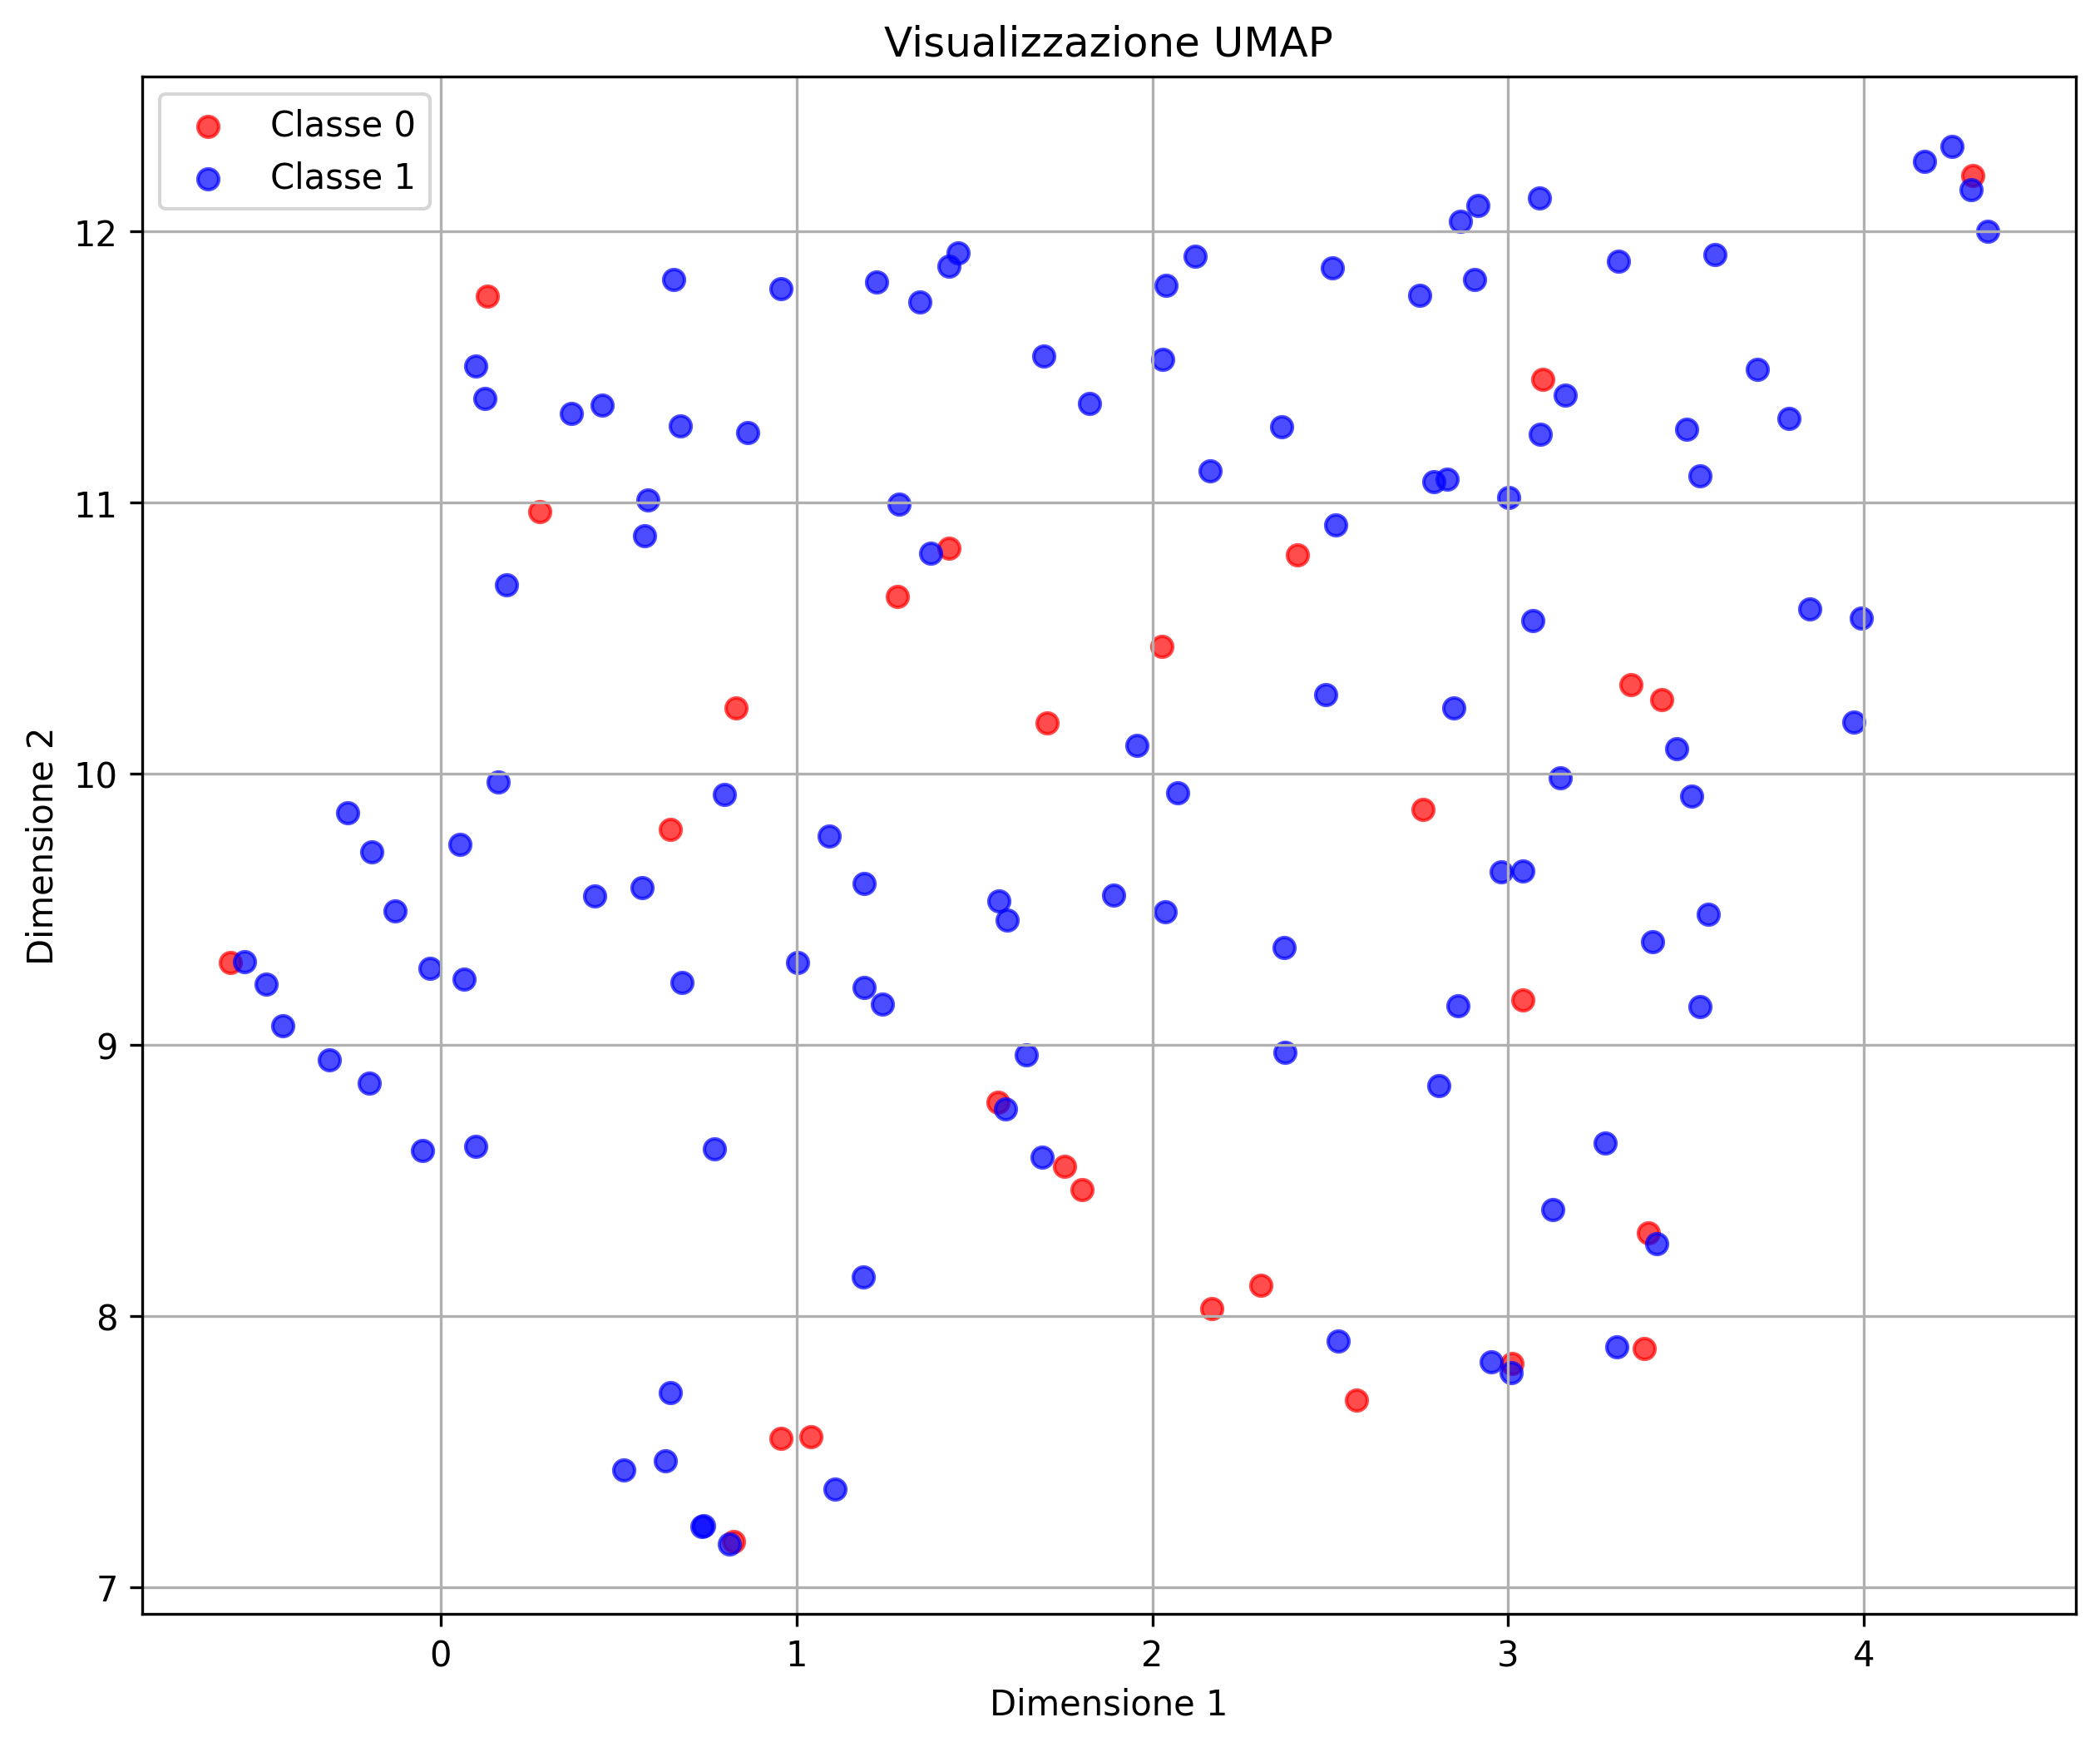 Visualizzazione UMAP
Classe 0
Classe 1
12
11
10
9
8
7
Dimensione 2
0 1 2 3 4
Dimensione 1